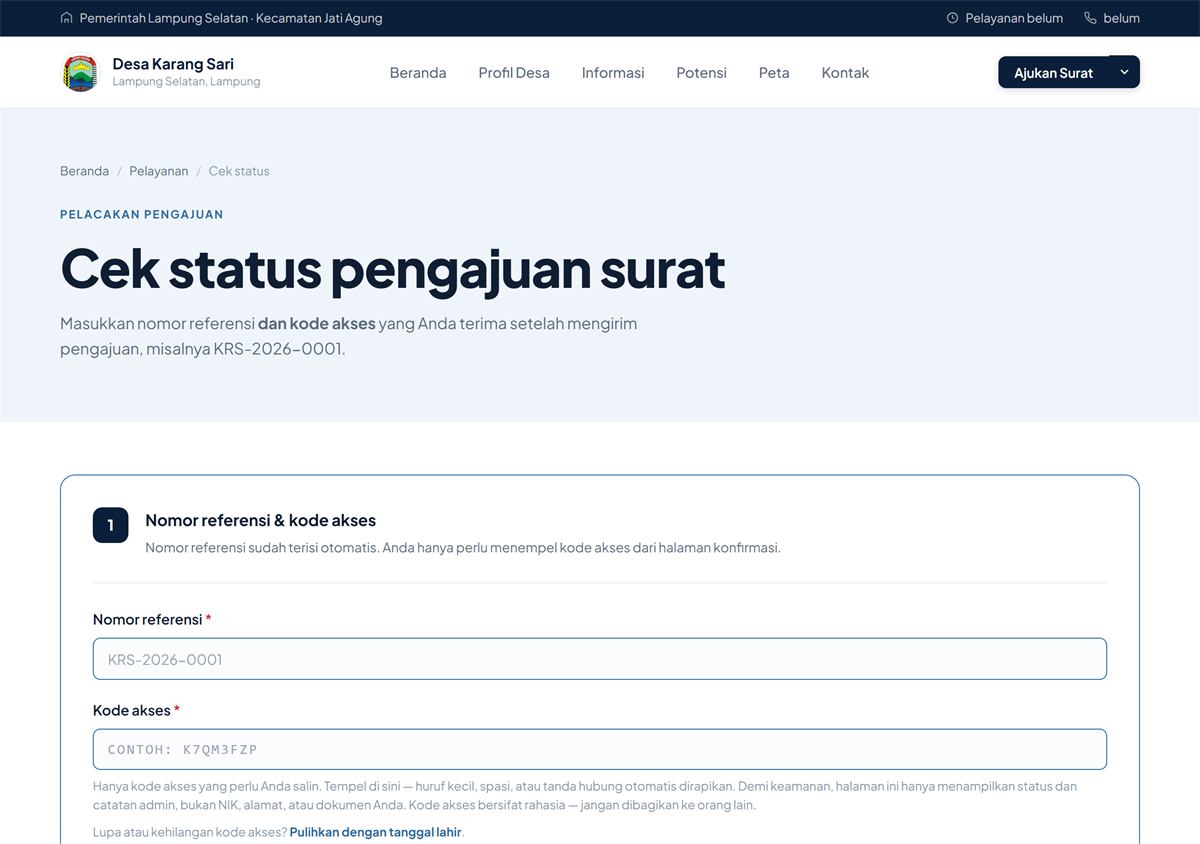 Pemerintah Lampung Selatan · Kecamatan Jati Agung
Pelayanan belum
belum
Desa Karang Sari
Lampung Selatan, Lampung
Beranda
Profil Desa
Informasi
Potensi
Peta
Kontak
Ajukan Surat
Beranda / Pelayanan / Cek status
PELACAKAN PENGAJUAN
Cek status pengajuan surat
Masukkan nomor referensi dan kode akses yang Anda terima setelah mengirim
pengajuan, misalnya KRS-2026-0001.
1
Nomor referensi & kode akses
Nomor referensi sudah terisi otomatis. Anda hanya perlu menempel kode akses dari halaman konfirmasi.
Nomor referensi *
KRS-2026-0001
Kode akses *
CONTOH: K7QM3FZP
Hanya kode akses yang perlu Anda salin. Tempel di sini — huruf kecil, spasi, atau tanda hubung otomatis dirapikan. Demi keamanan, halaman ini hanya menampilkan status dan
catatan admin, bukan NIK, alamat, atau dokumen Anda. Kode akses bersifat rahasia — jangan dibagikan ke orang lain.
Lupa atau kehilangan kode akses? Pulihkan dengan tanggal lahir.